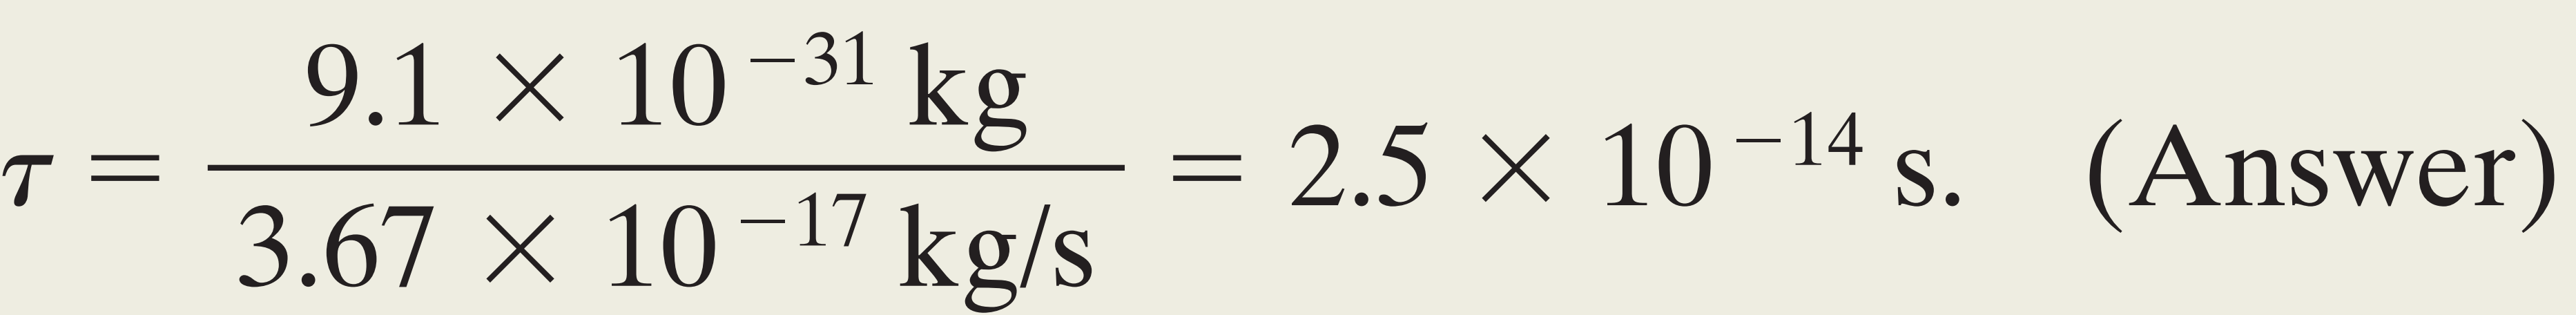 τ = 9.1 × 10⁻³¹ kg / 3.67 × 10⁻¹⁷ kg/s = 2.5 × 10⁻¹⁴ s. (Answer)